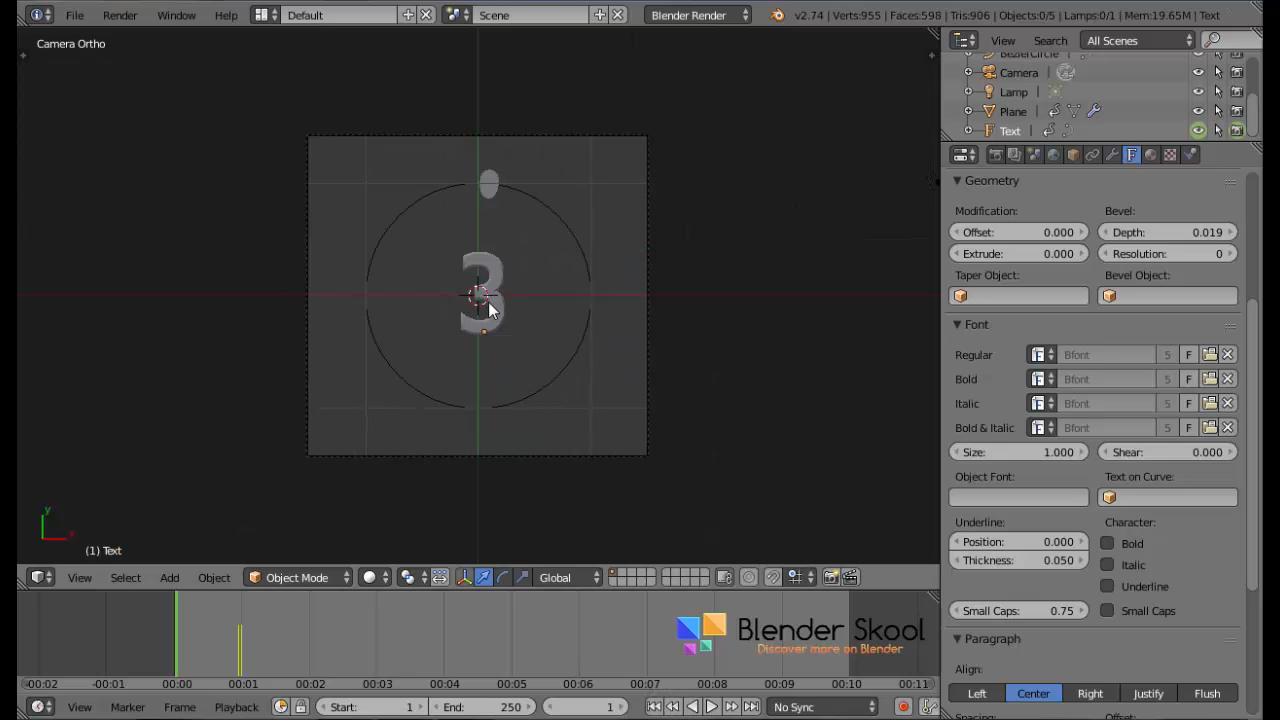 File Render Window Help Default Scene Blender Render v2.74 | Verts:955 | Faces:598 | Tris:906 | Objects:0/5 | Lamps:0/1 | Mem:19.65M | Text
Camera Ortho
View Search All Scenes
BezierCircle
Camera
Lamp
Plane
Text
Geometry
Modification: Bevel:
Offset: 0.000 Depth: 0.019
Extrude: 0.000 Resolution: 0
Taper Object: Bevel Object:
Font
Regular Bfont 5 F
Bold Bfont 5 F
Italic Bfont 5 F
Bold & Italic Bfont 5 F
Size: 1.000 Shear: 0.000
Object Font: Text on Curve:
Underline: Character:
Position: 0.000 Bold
Thickness: 0.050 Italic
Underline
Small Caps: 0.75 Small Caps
Paragraph
Align:
Left Center Right Justify Flush
3
y
x
(1) Text
View Select Add Object Object Mode Global
Blender Skool
Discover more on Blender
-00:02 -00:01 00:00 00:01 00:02 00:03 00:04 00:05 00:06 00:07 00:08 00:09 00:10 00:11
View Marker Frame Playback Start: 1 End: 250 1 No Sync